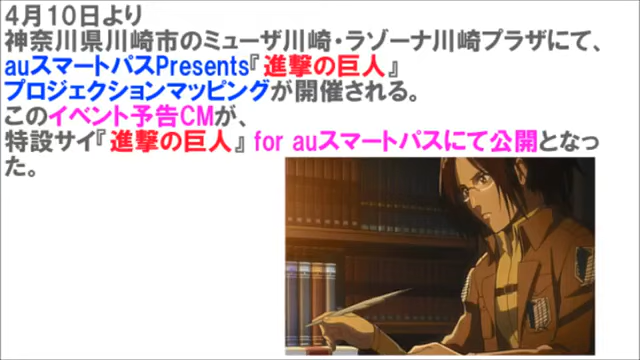 4月10日より
神奈川県川崎市のミューザ川崎・ラゾーナ川崎プラザにて、
auスマートパスPresents『進撃の巨人』
プロジェクションマッピングが開催される。
このイベント予告CMが、
特設サイ『進撃の巨人』 for auスマートパスにて公開となっ
た。